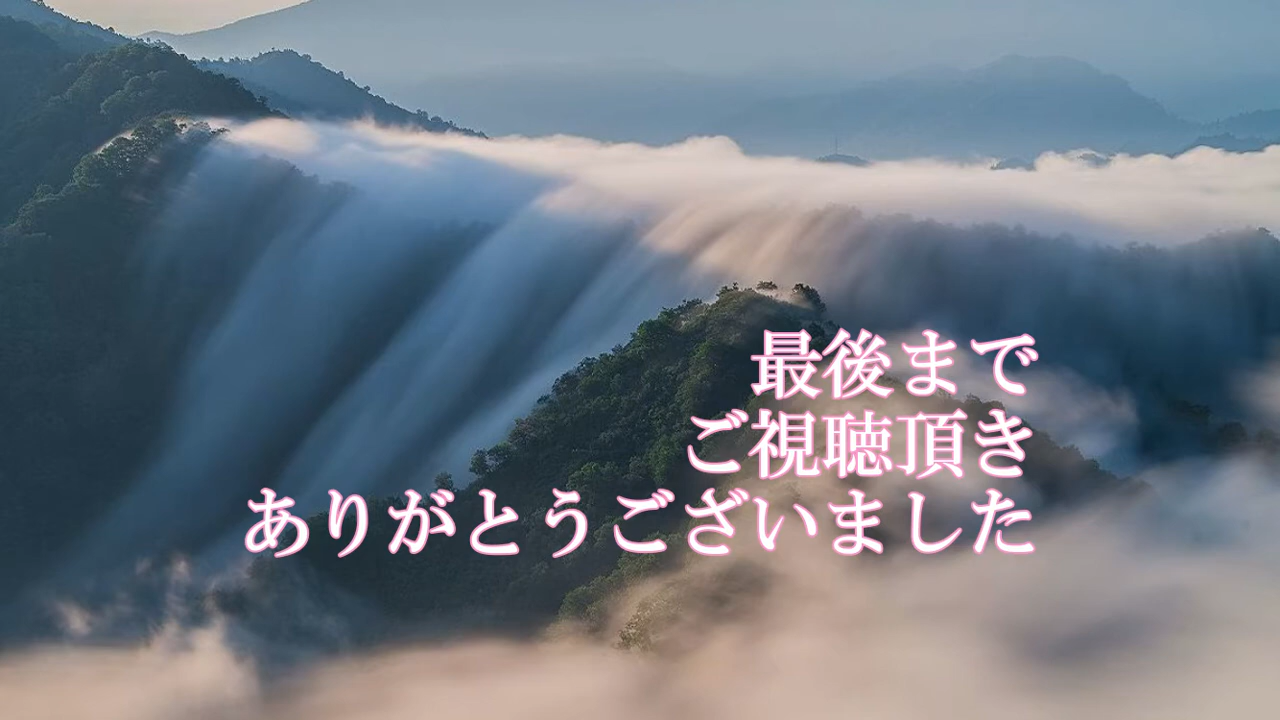 最後まで
ご視聴頂き
ありがとうございました